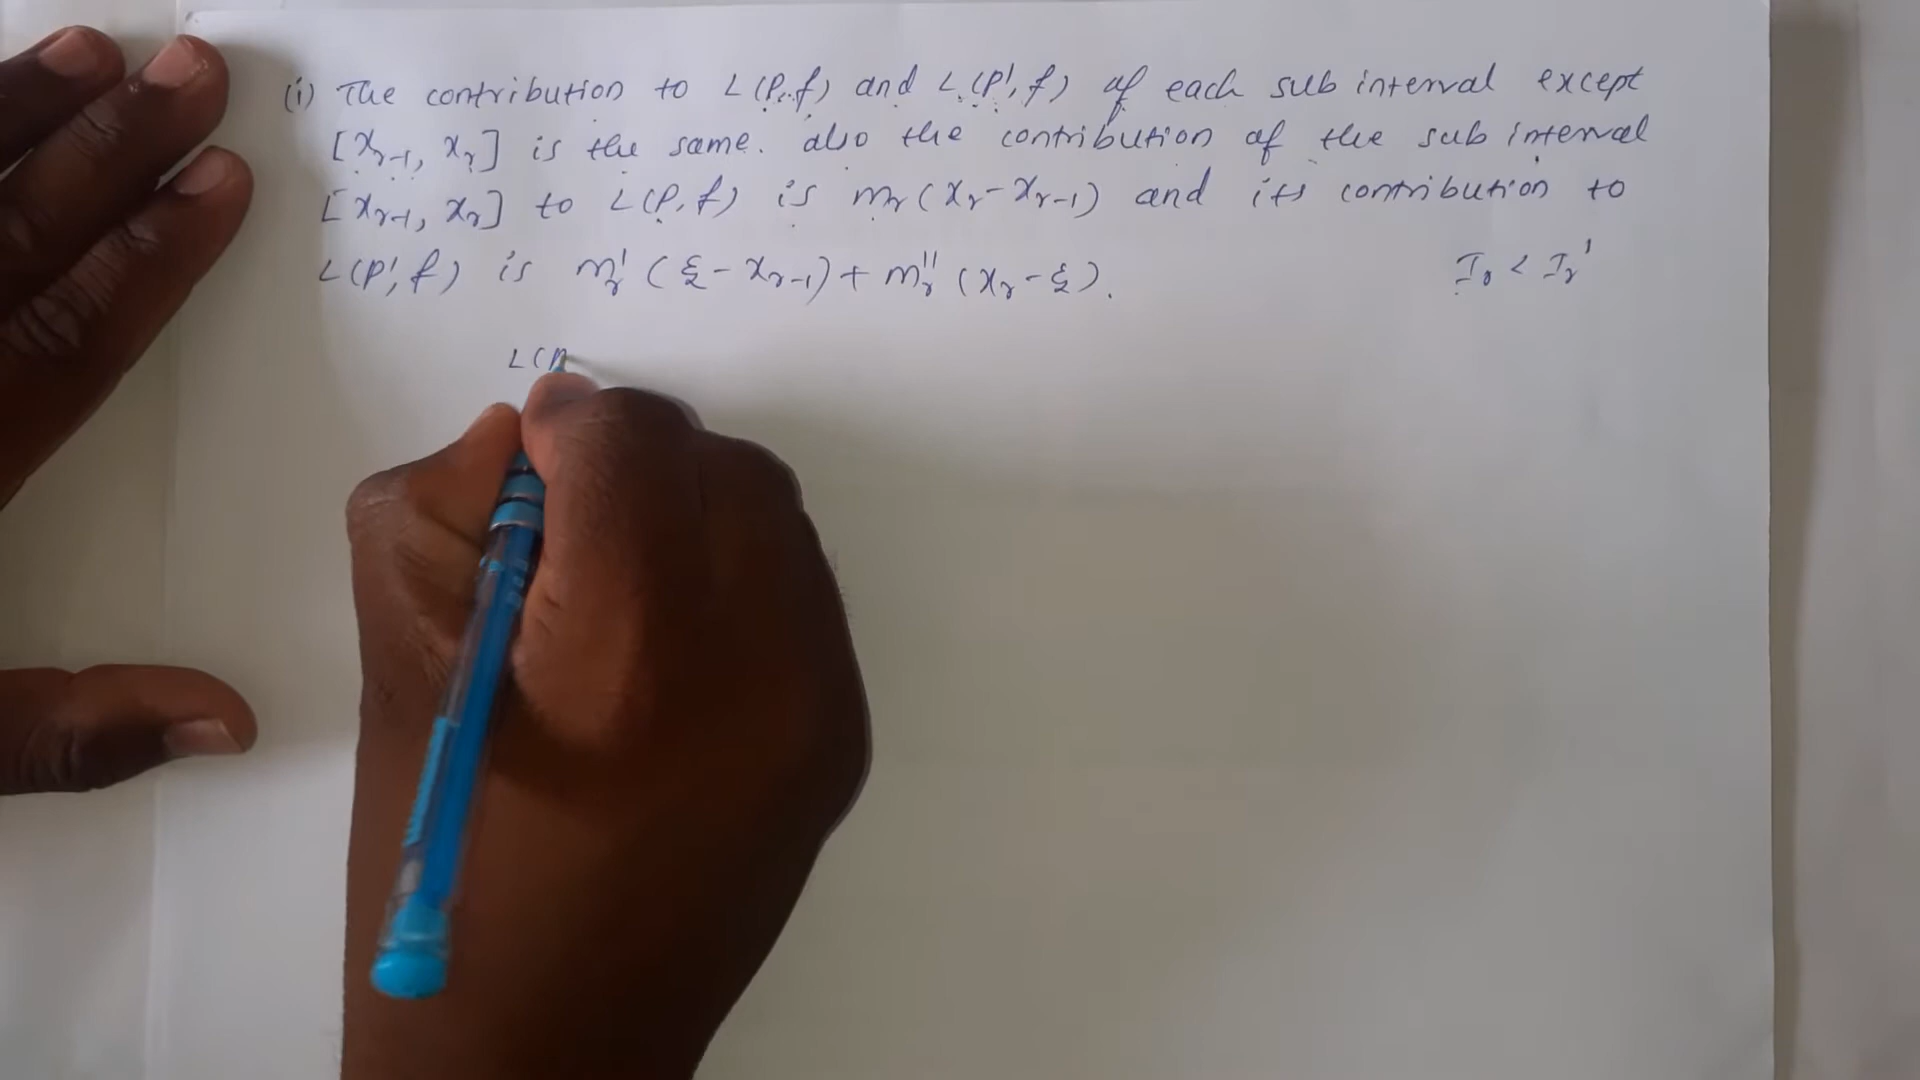 (i) The contribution to L(P,f) and L(P',f) of each sub interval except
[x_{r-1}, x_r] is the same. also the contribution of the sub interval
[x_{r-1}, x_r] to L(P,f) is m_r(x_r - x_{r-1}) and its contribution to
L(P',f) is m_r'(ξ - x_{r-1}) + m_r''(x_r - ξ).
I_r < I_r'
L(P